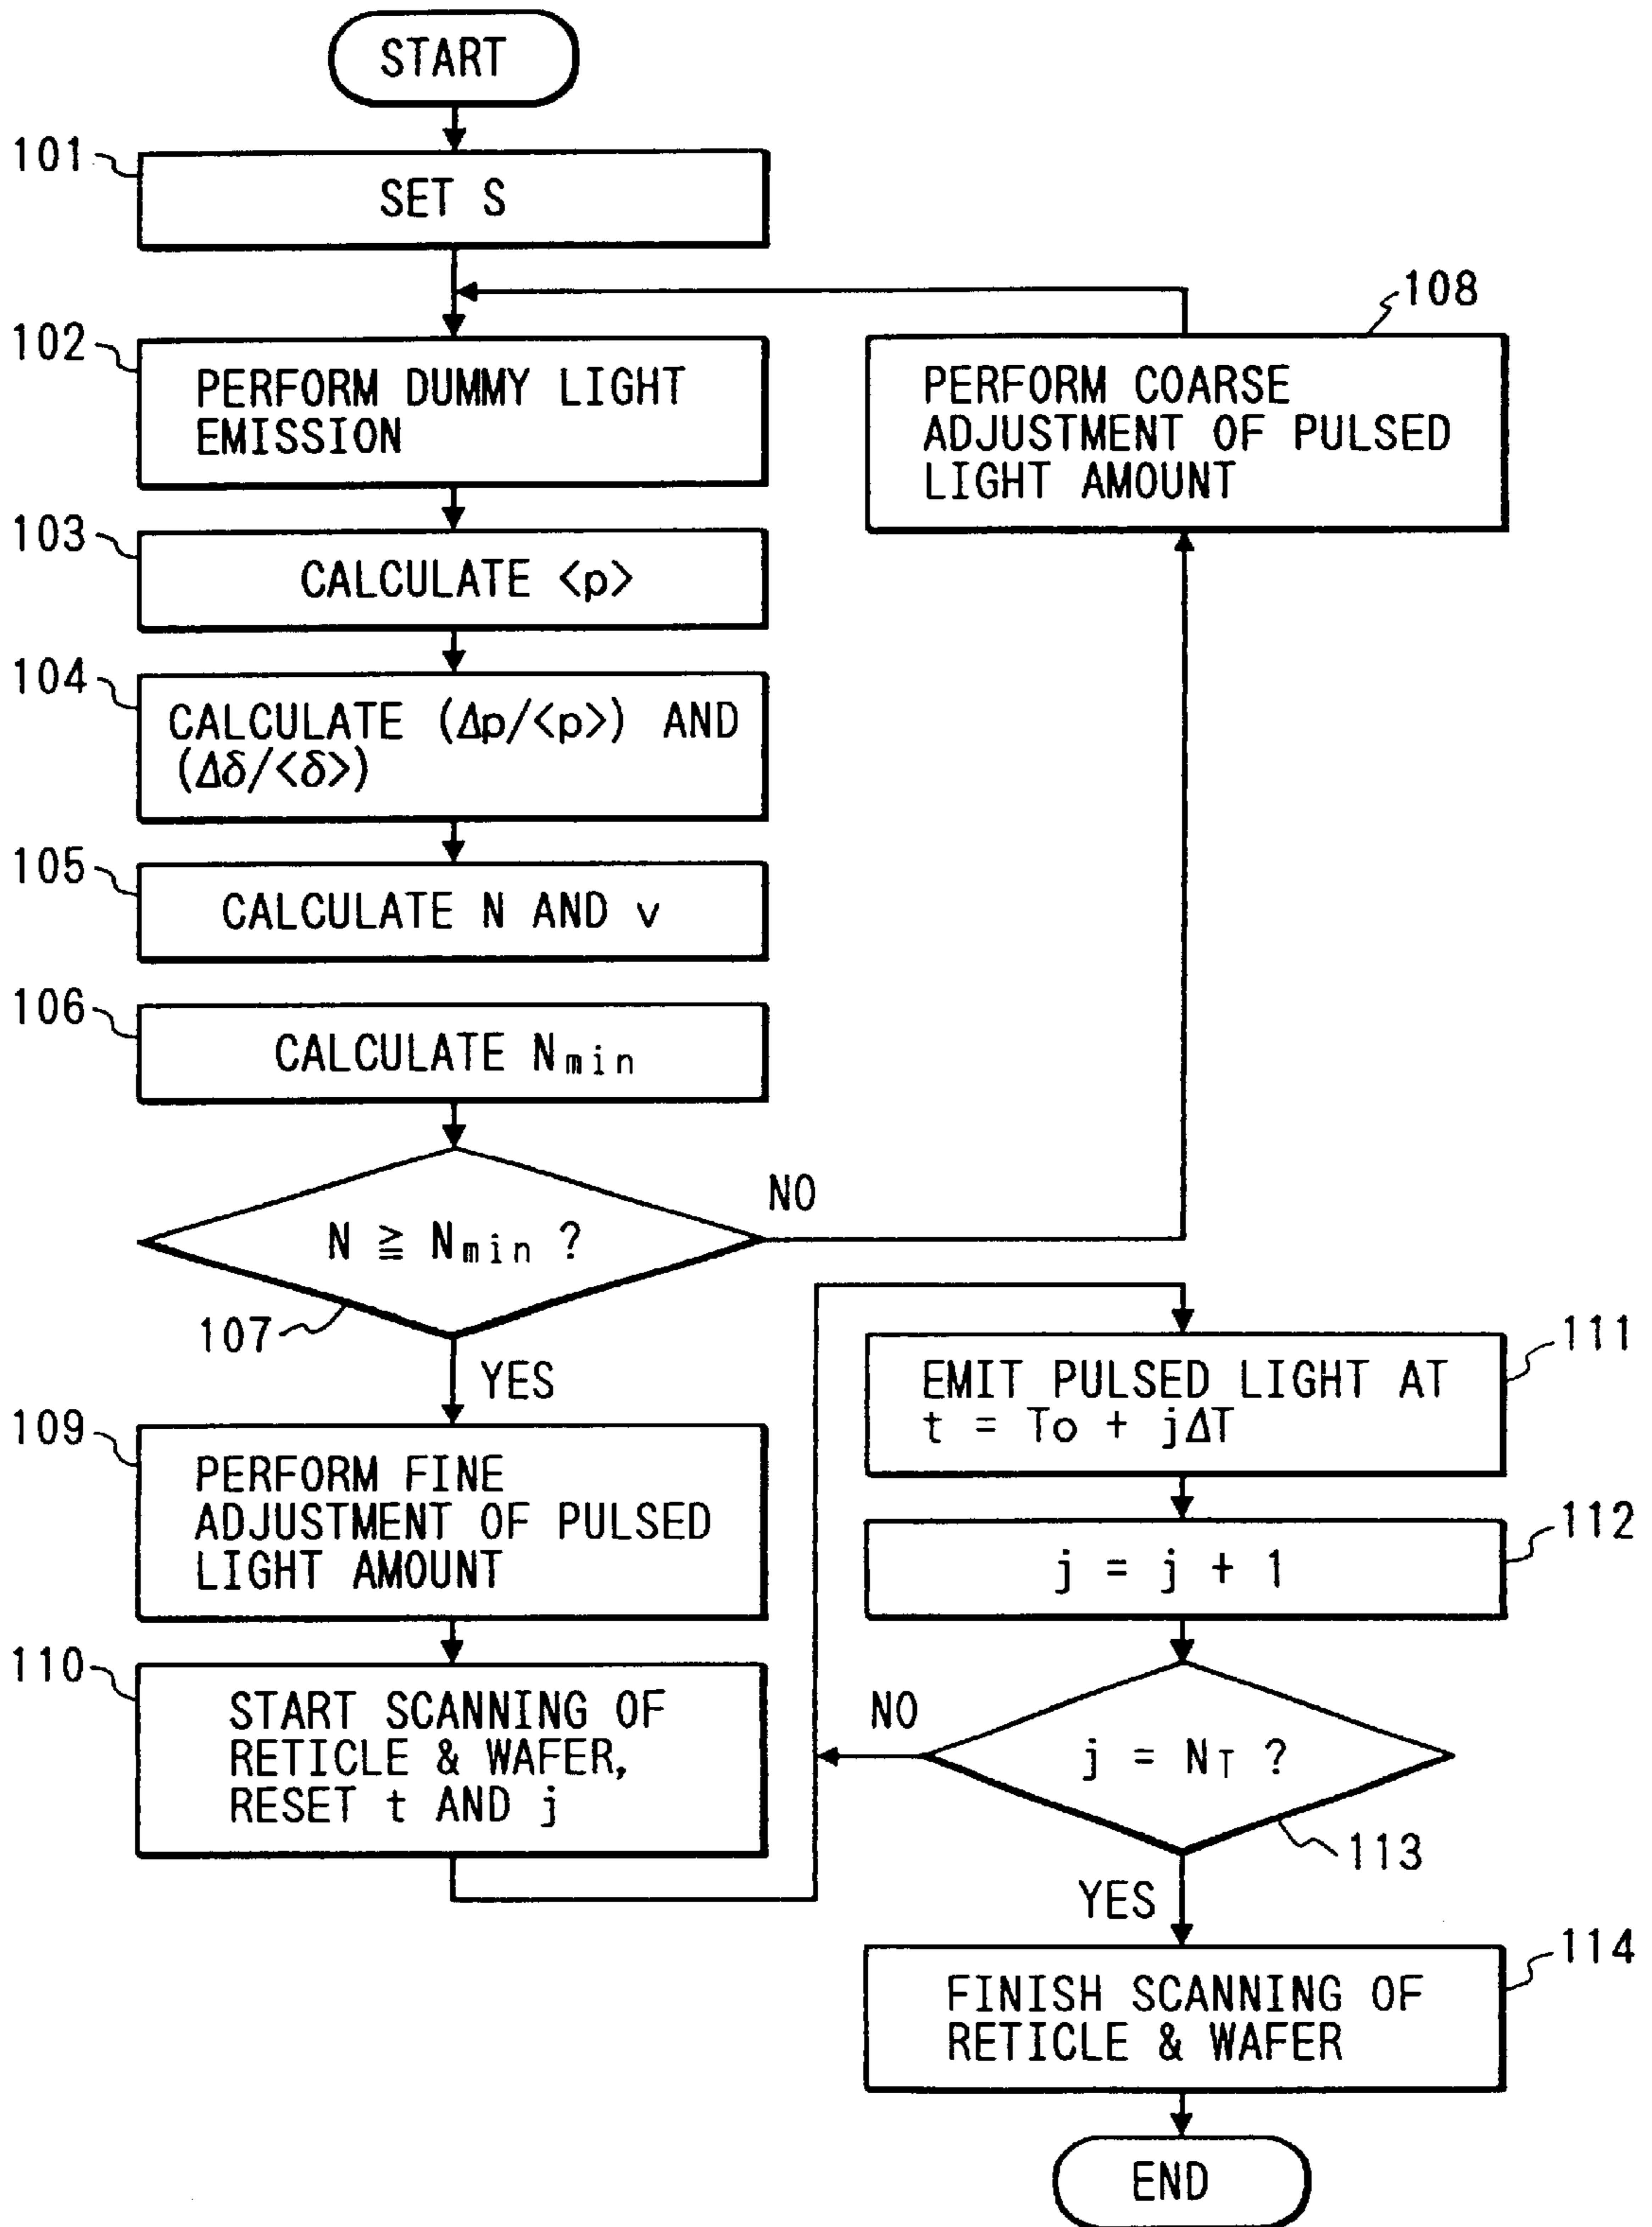 START
101
SET S
102
PERFORM DUMMY LIGHT
EMISSION
103
CALCULATE <p>
104
CALCULATE (Δp/<p>) AND
(Δδ/<δ>)
105
CALCULATE N AND v
106
CALCULATE Nmin
N ≧ Nmin ?
107
NO
YES
108
PERFORM COARSE
ADJUSTMENT OF PULSED
LIGHT AMOUNT
109
PERFORM FINE
ADJUSTMENT OF PULSED
LIGHT AMOUNT
110
START SCANNING OF
RETICLE & WAFER,
RESET t AND j
111
EMIT PULSED LIGHT AT
t = To + jΔT
112
j = j + 1
NO
j = NT ?
113
YES
114
FINISH SCANNING OF
RETICLE & WAFER
END